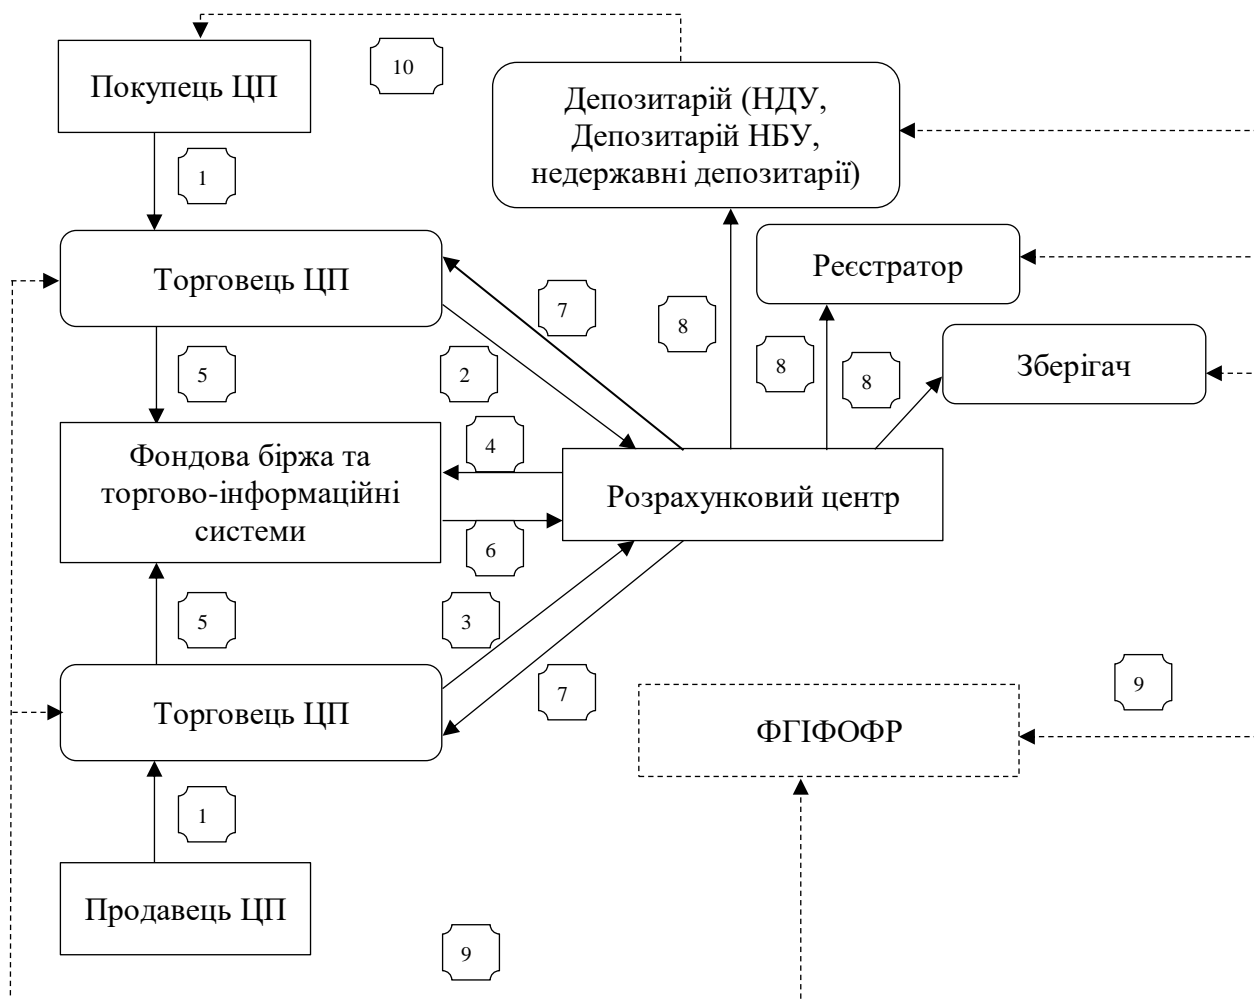 10
Покупець ЦП
Депозитарій (НДУ,
Депозитарій НБУ,
недержавні депозитарії)
1
Торговець ЦП
Реєстратор
7
8
8
8
Зберігач
5
2
4
Фондова біржа та
торгово-інформаційні
системи
Розрахунковий центр
6
5
3
7
9
Торговець ЦП
ФГІФОФР
1
Продавець ЦП
9